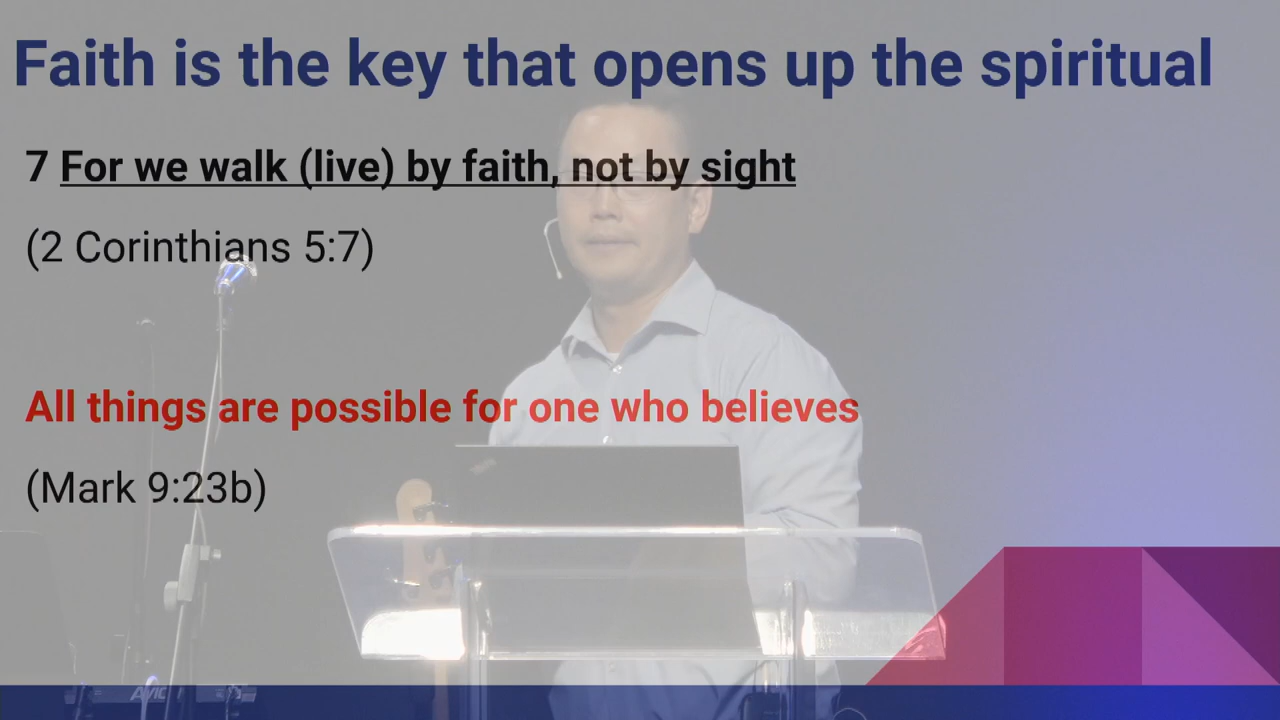 Faith is the key that opens up the spiritual
7 For we walk (live) by faith, not by sight
(2 Corinthians 5:7)
All things are possible for one who believes
(Mark 9:23b)